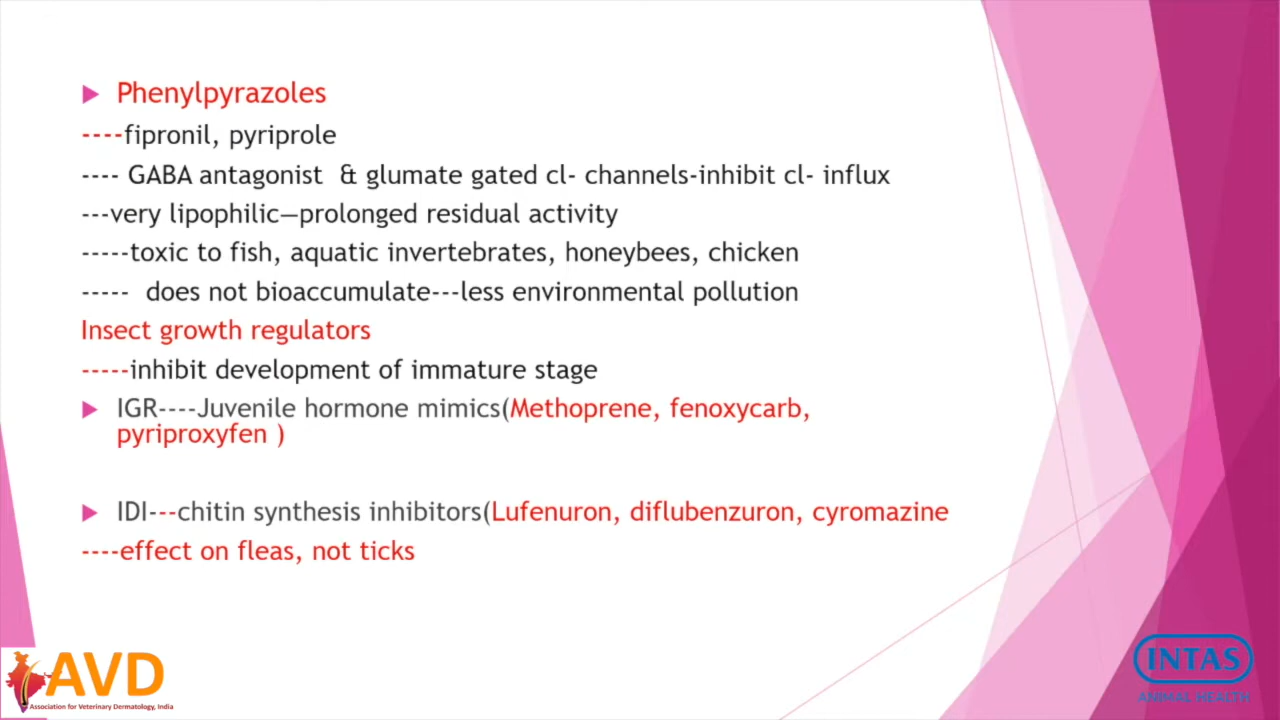 Phenylpyrazoles
----fipronil, pyriprole
---- GABA antagonist & glumate gated cl- channels-inhibit cl- influx
---very lipophilic—prolonged residual activity
-----toxic to fish, aquatic invertebrates, honeybees, chicken
----- does not bioaccumulate---less environmental pollution
Insect growth regulators
-----inhibit development of immature stage
IGR----Juvenile hormone mimics(Methoprene, fenoxycarb,
pyriproxyfen )
IDI---chitin synthesis inhibitors(Lufenuron, diflubenzuron, cyromazine
----effect on fleas, not ticks
AVD
Association for Veterinary Dermatology, India
INTAS
ANIMAL HEALTH